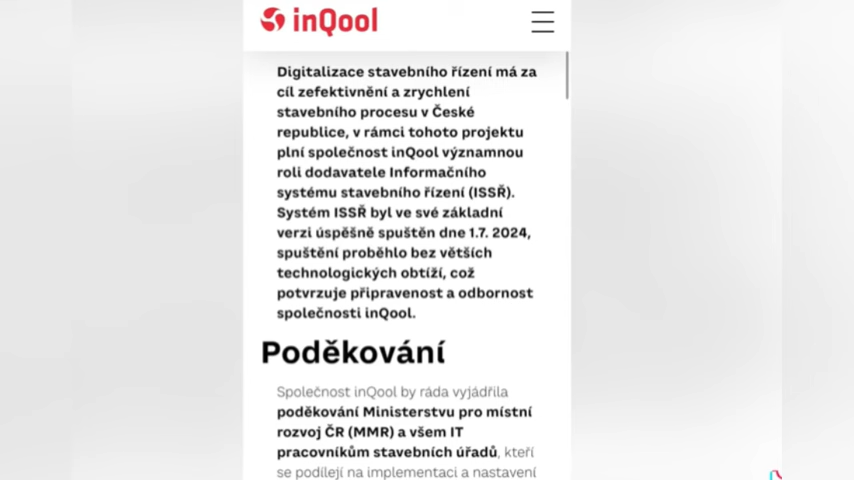 inQool
Digitalizace stavebního řízení má za
cíl zefektivnění a zrychlení
stavebního procesu v České
republice, v rámci tohoto projektu
plní společnost inQool významnou
roli dodavatele Informačního
systému stavebního řízení (ISSŘ).
Systém ISSŘ byl ve své základní
verzi úspěšně spuštěn dne 1.7. 2024,
spuštění proběhlo bez větších
technologických obtíží, což
potvrzuje připravenost a odbornost
společnosti inQool.
Poděkování
Společnost inQool by ráda vyjádřila
poděkování Ministerstvu pro místní
rozvoj ČR (MMR) a všem IT
pracovníkům stavebních úřadů, kteří
se podílejí na implementaci a nastavení